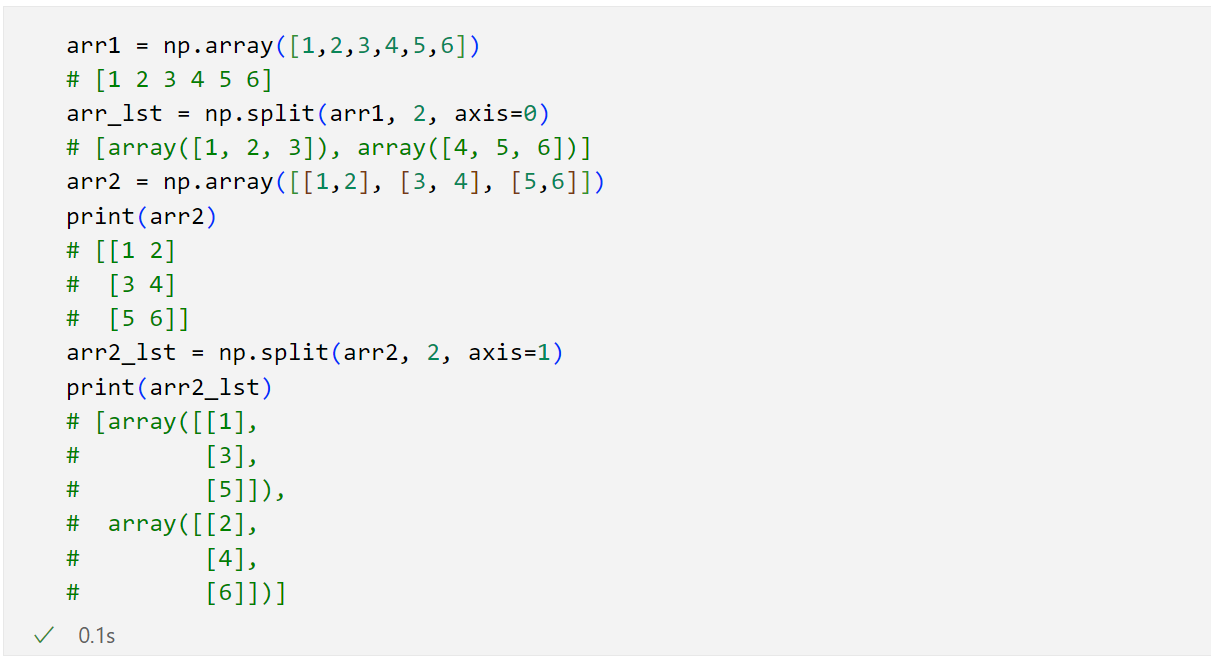 arr1 = np.array([1,2,3,4,5,6])
# [1 2 3 4 5 6]
arr_lst = np.split(arr1, 2, axis=0)
# [array([1, 2, 3]), array([4, 5, 6])]
arr2 = np.array([[1,2], [3, 4], [5,6]])
print(arr2)
# [[1 2]
#  [3 4]
#  [5 6]]
arr2_lst = np.split(arr2, 2, axis=1)
print(arr2_lst)
# [array([[1],
#         [3],
#         [5]]),
#  array([[2],
#         [4],
#         [6]])]
✓ 0.1s